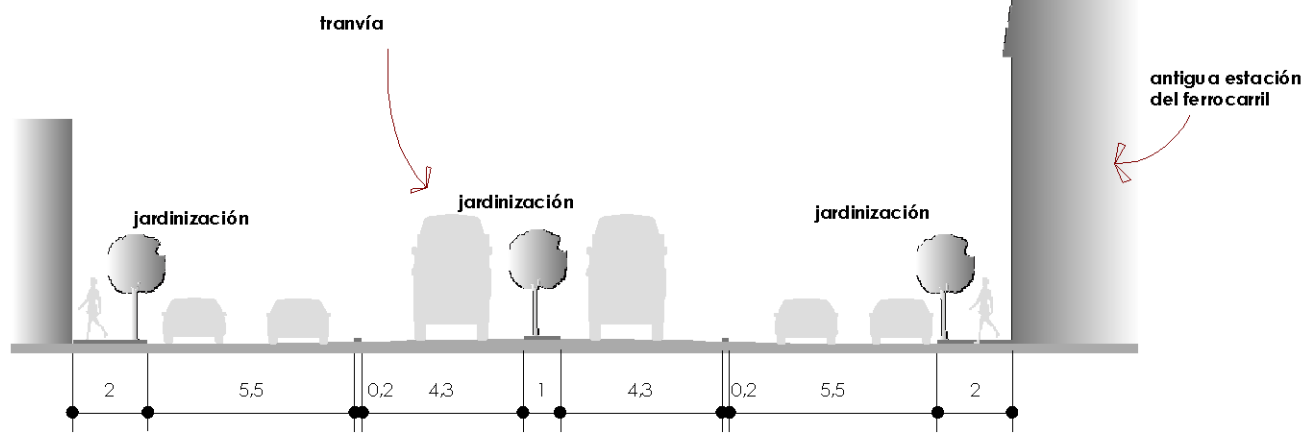 tranvía
antigua estación
del ferrocarril
jardinización
jardinización
jardinización
2 5,5 0,2 4,3 1 4,3 0,2 5,5 2